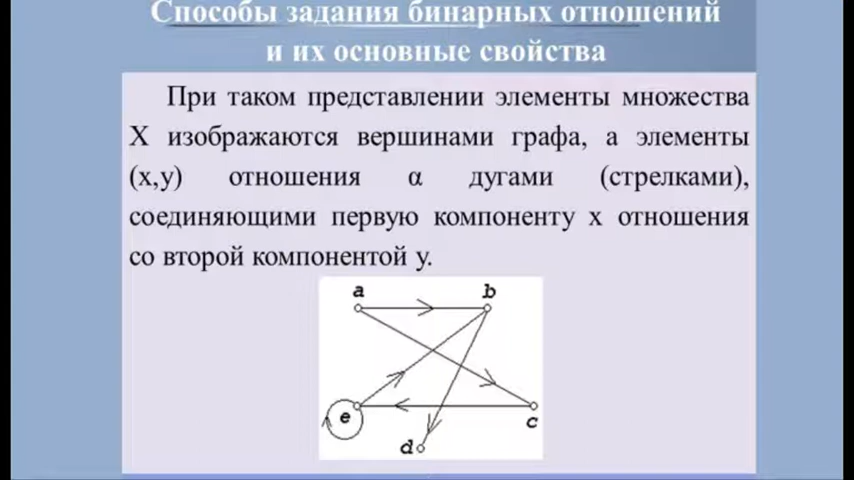 Способы задания бинарных отношений
и их основные свойства
При таком представлении элементы множества
X изображаются вершинами графа, а элементы
(x,y) отношения α дугами (стрелками),
соединяющими первую компоненту x отношения
со второй компонентой y.
a b
e c
d